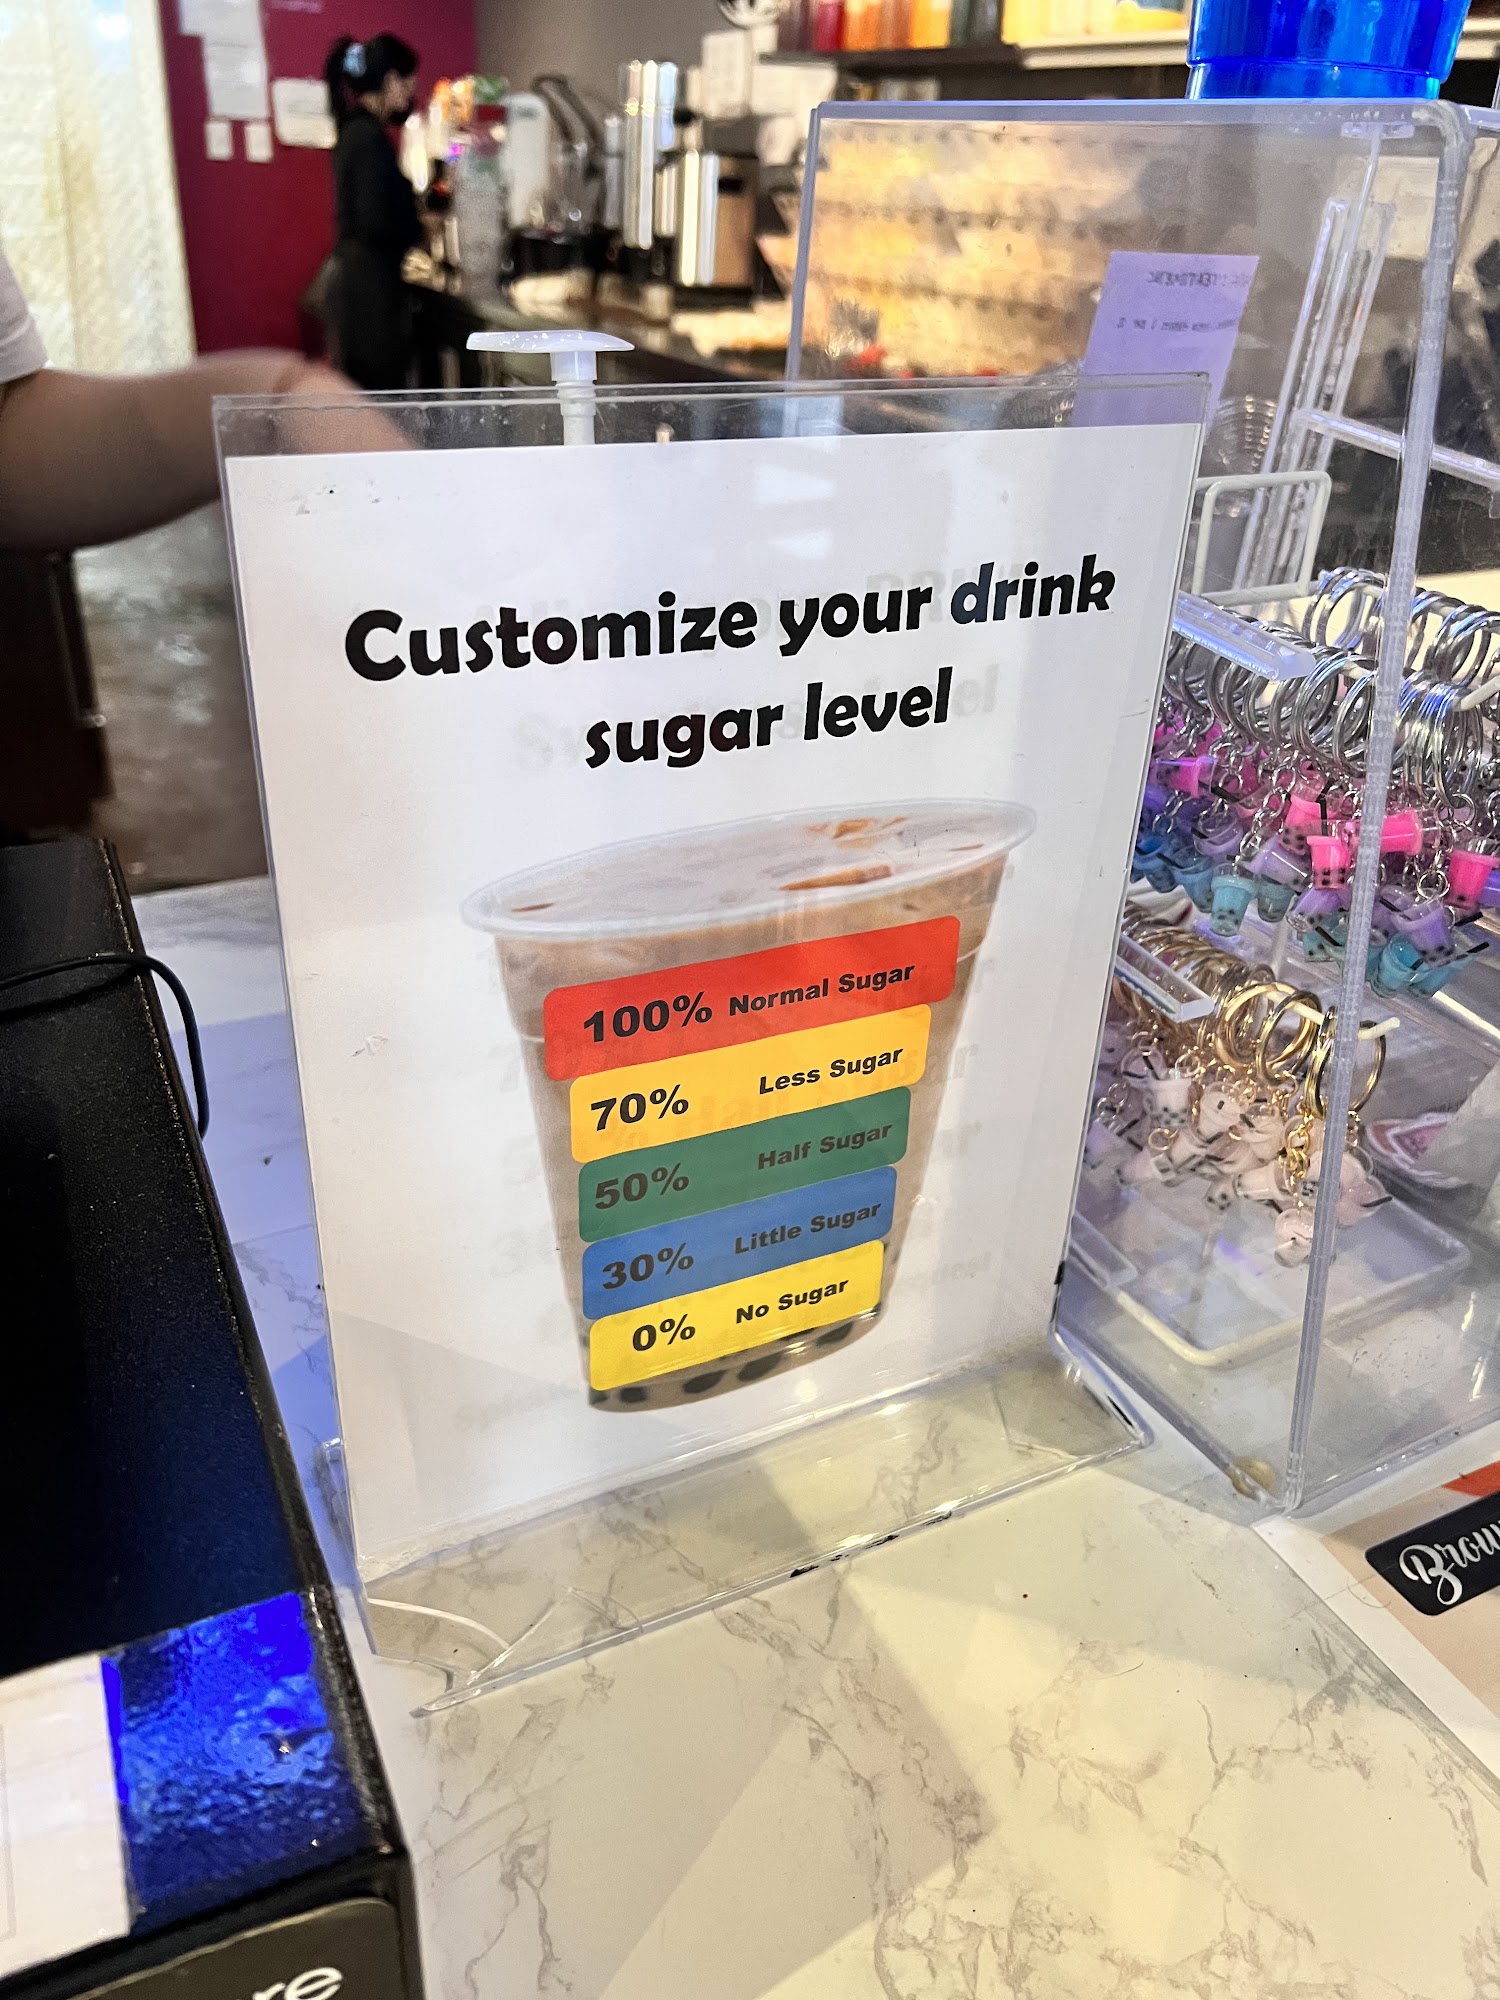 Customize your drink
sugar level
100% Normal Sugar
70% Less Sugar
50% Half Sugar
30% Little Sugar
0% No Sugar